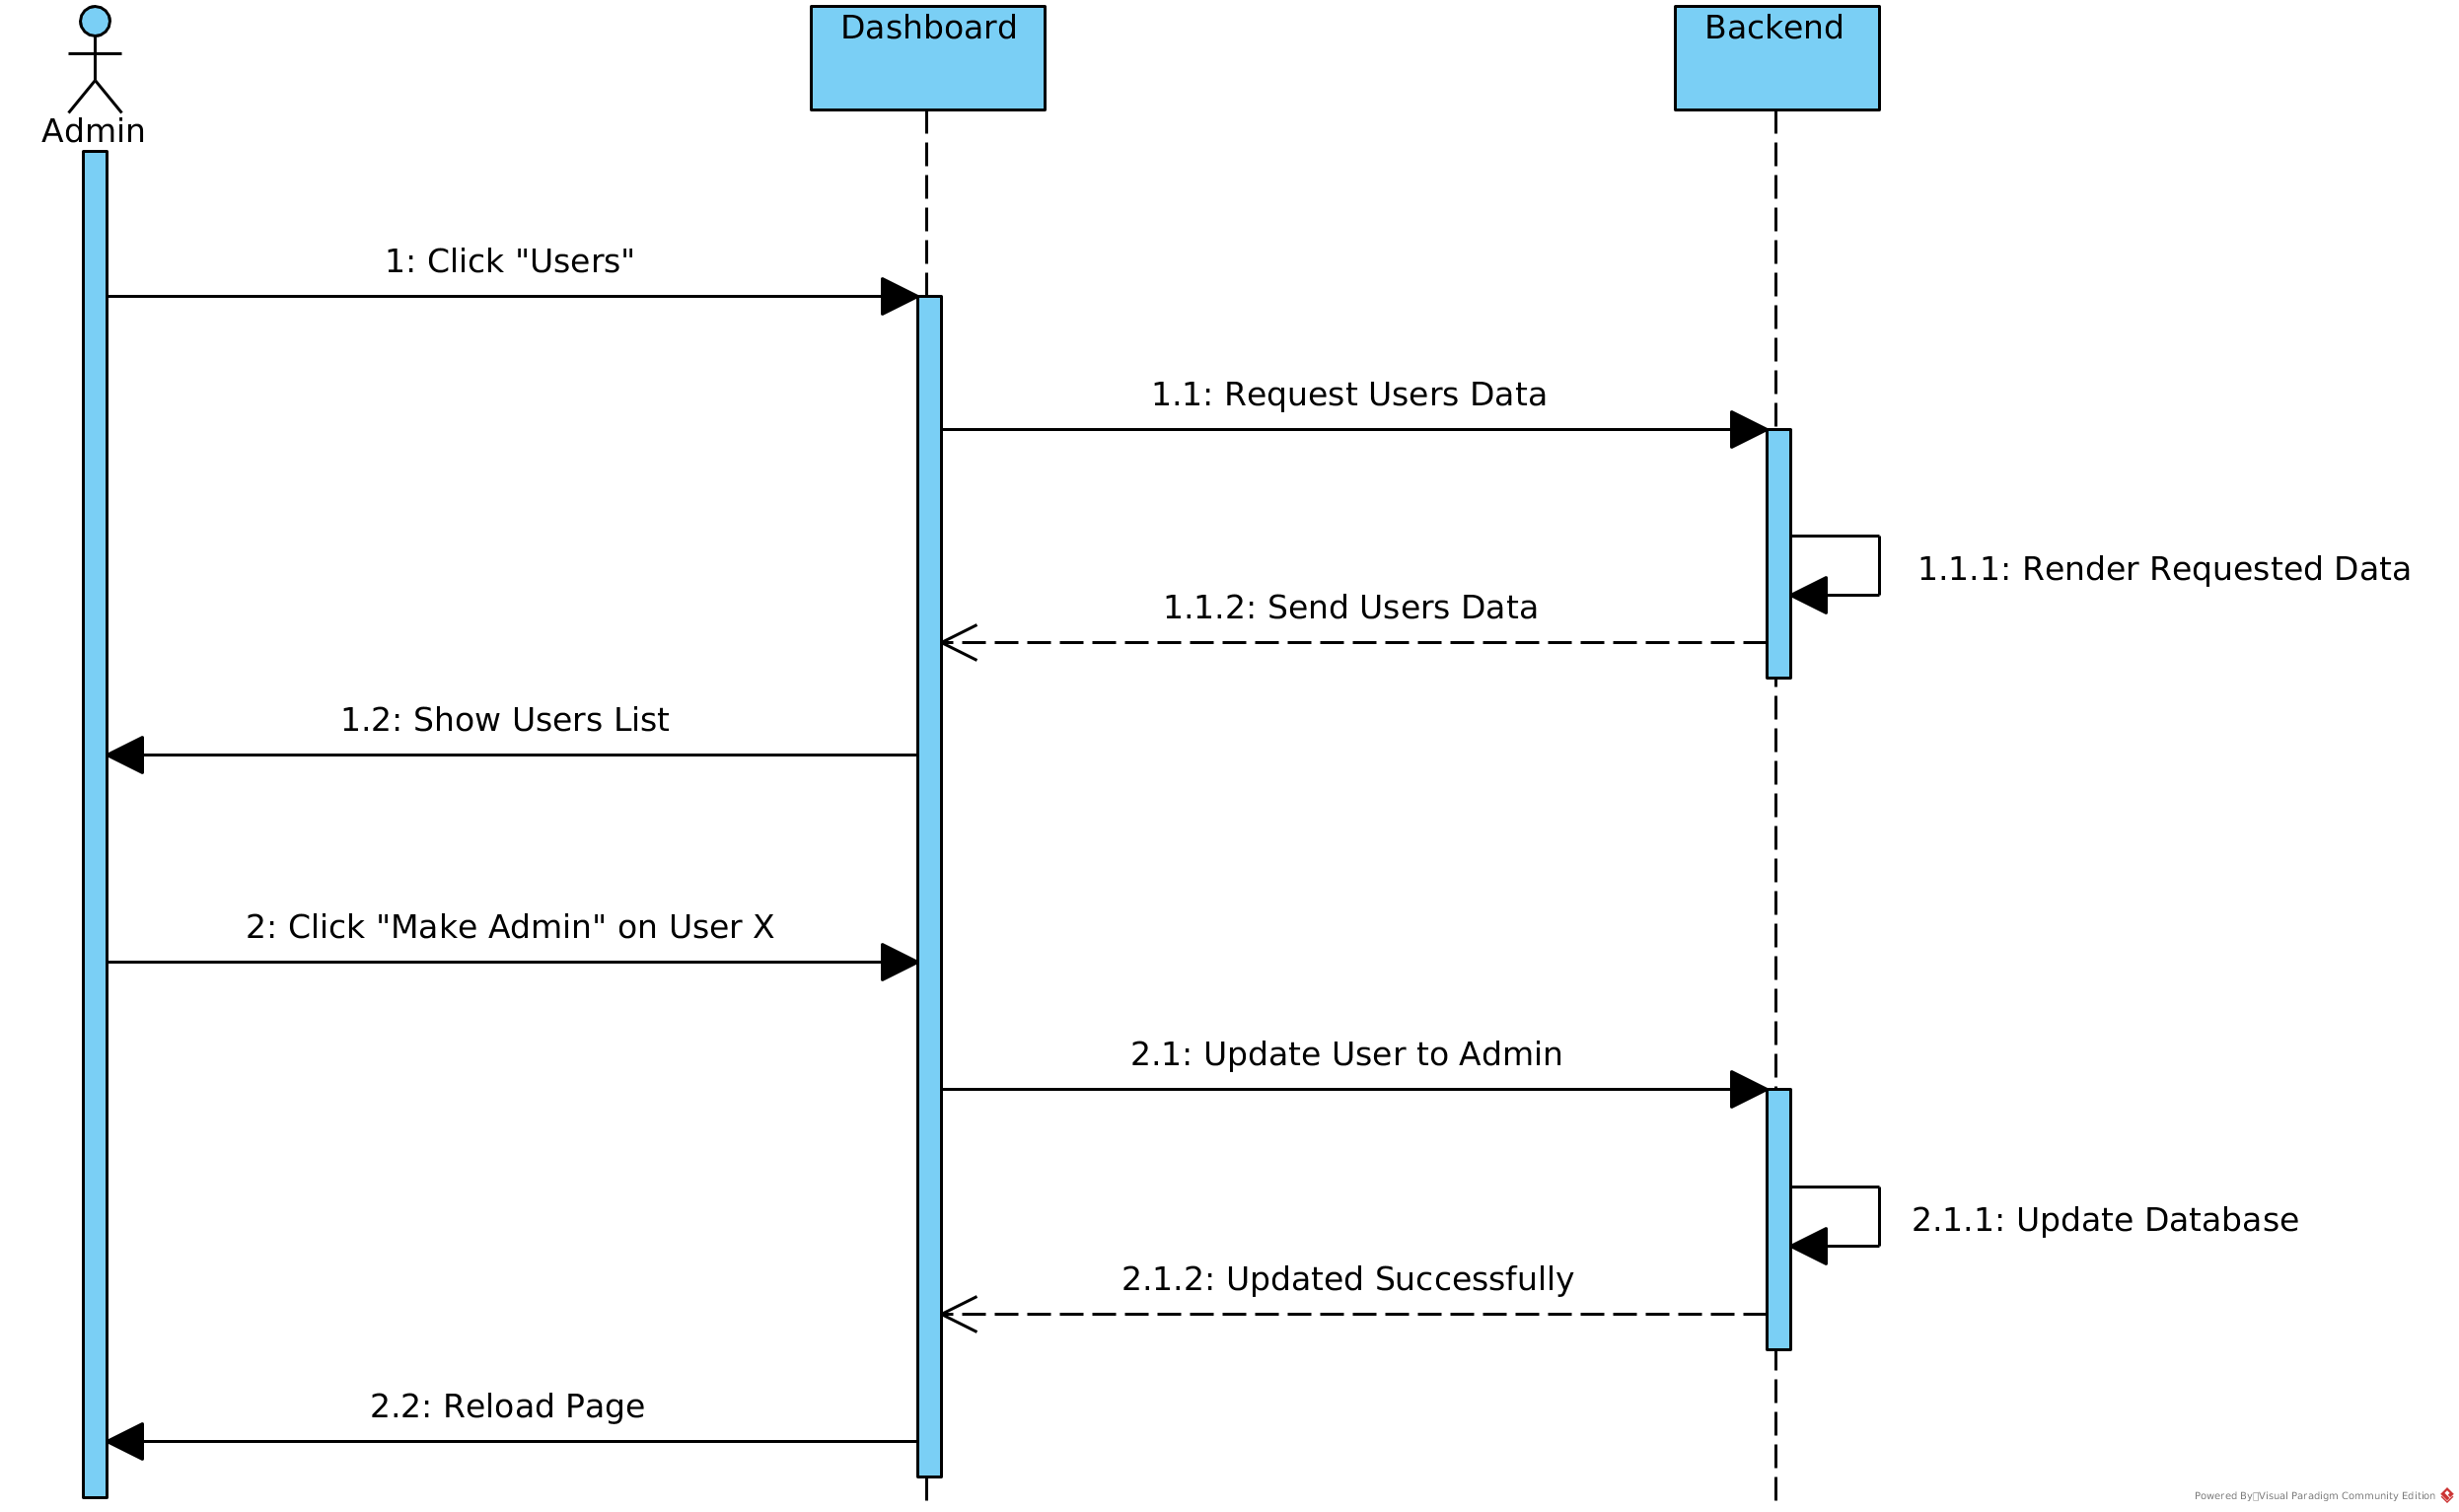 Dashboard
Backend
Admin
1: Click "Users"
1.1: Request Users Data
1.1.1: Render Requested Data
1.1.2: Send Users Data
1.2: Show Users List
2: Click "Make Admin" on User X
2.1: Update User to Admin
2.1.1: Update Database
2.1.2: Updated Successfully
2.2: Reload Page
Powered By Visual Paradigm Community Edition